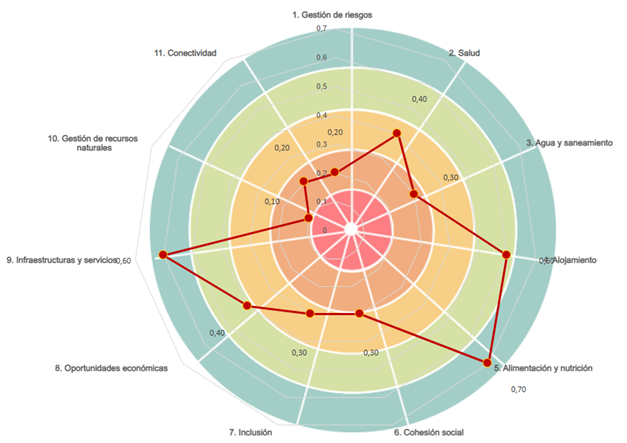 1. Gestión de riesgos
0,7
11. Conectividad
2. Salud
0,6
0,5
0,40
0,4
0,20
10. Gestión de recursos
naturales
0,3
0,20
3. Agua y saneamiento
0,2
0,30
0,10
0,1
0
9. Infraestructuras y servicios
0,60
4. Alojamiento
0,40
8. Oportunidades económicas
0,30
0,30
5. Alimentación y nutrición
0,70
7. Inclusión
6. Cohesión social